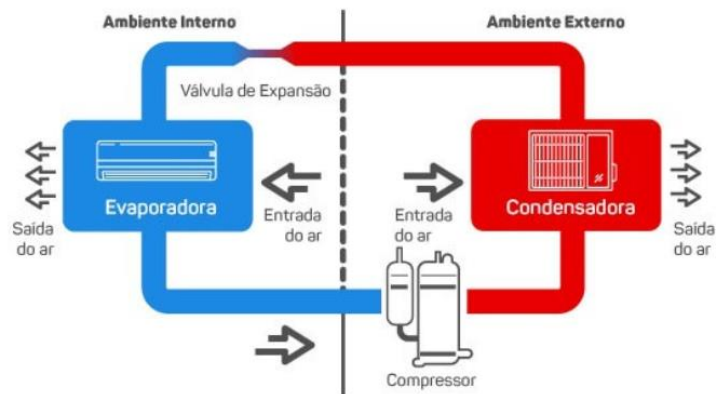 Ambiente Interno
Ambiente Externo
Válvula de Expansão
Evaporadora
Condensadora
Saída
do ar
Entrada
do ar
Entrada
do ar
Saída
do ar
Compressor